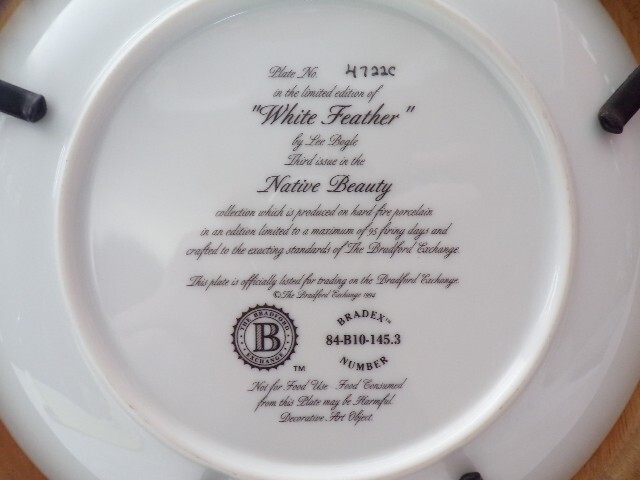 Plate No. 4722C
in the limited edition of
"White Feather"
by Lee Bogle
Third issue in the
Native Beauty
collection which is produced on hard fire porcelain
in an edition limited to a maximum of 95 firing days and
crafted to the exacting standards of The Bradford Exchange.
This plate is officially listed for trading on the Bradford Exchange.
©The Bradford Exchange 1994
THE BRADFORD
B
EXCHANGE
TM
BRADEX™
84-B10-145.3
NUMBER
Not for Food Use Food Consumed
from this Plate may be Harmful.
Decorative Art Object.